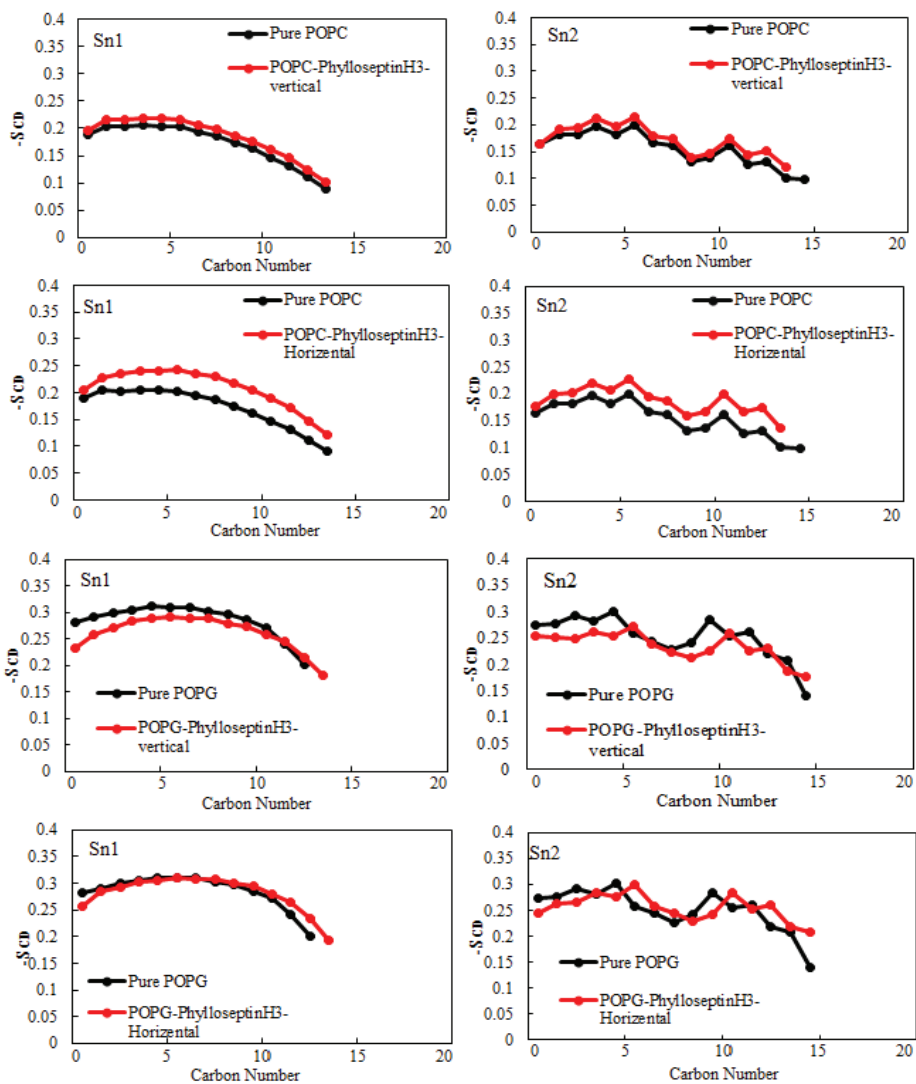 Sn1
Pure POPC
POPC-PhylloseptinH3-
vertical
-SCD
0.4
0.35
0.3
0.25
0.2
0.15
0.1
0.05
0
0 5 10 15 20
Carbon Number
Sn2
Pure POPC
POPC-PhylloseptinH3-
vertical
-SCD
0.4
0.35
0.3
0.25
0.2
0.15
0.1
0.05
0
0 5 10 15 20
Carbon Number
Sn1
Pure POPC
POPC-PhylloseptinH3-
Horizental
-SCD
0.4
0.35
0.3
0.25
0.2
0.15
0.1
0.05
0
0 5 10 15 20
Carbon Number
Sn2
Pure POPC
POPC-PhylloseptinH3-
Horizental
-SCD
0.4
0.35
0.3
0.25
0.2
0.15
0.1
0.05
0
0 5 10 15 20
Carbon Number
Sn1
Pure POPG
POPG-PhylloseptinH3-
vertical
-SCD
0.4
0.35
0.3
0.25
0.2
0.15
0.1
0.05
0
0 5 10 15 20
Carbon Number
Sn2
Pure POPG
POPG-PhylloseptinH3-
vertical
-SCD
0.4
0.35
0.3
0.25
0.2
0.15
0.1
0.05
0
0 5 10 15 20
Carbon Number
Sn1
Pure POPG
POPG-PhylloseptinH3-
Horizental
-SCD
0.4
0.35
0.3
0.25
0.2
0.15
0.1
0.05
0
0 5 10 15 20
Carbon Number
Sn2
Pure POPG
POPG-PhylloseptinH3-
Horizental
-SCD
0.4
0.35
0.3
0.25
0.2
0.15
0.1
0.05
0
0 5 10 15 20
Carbon Number